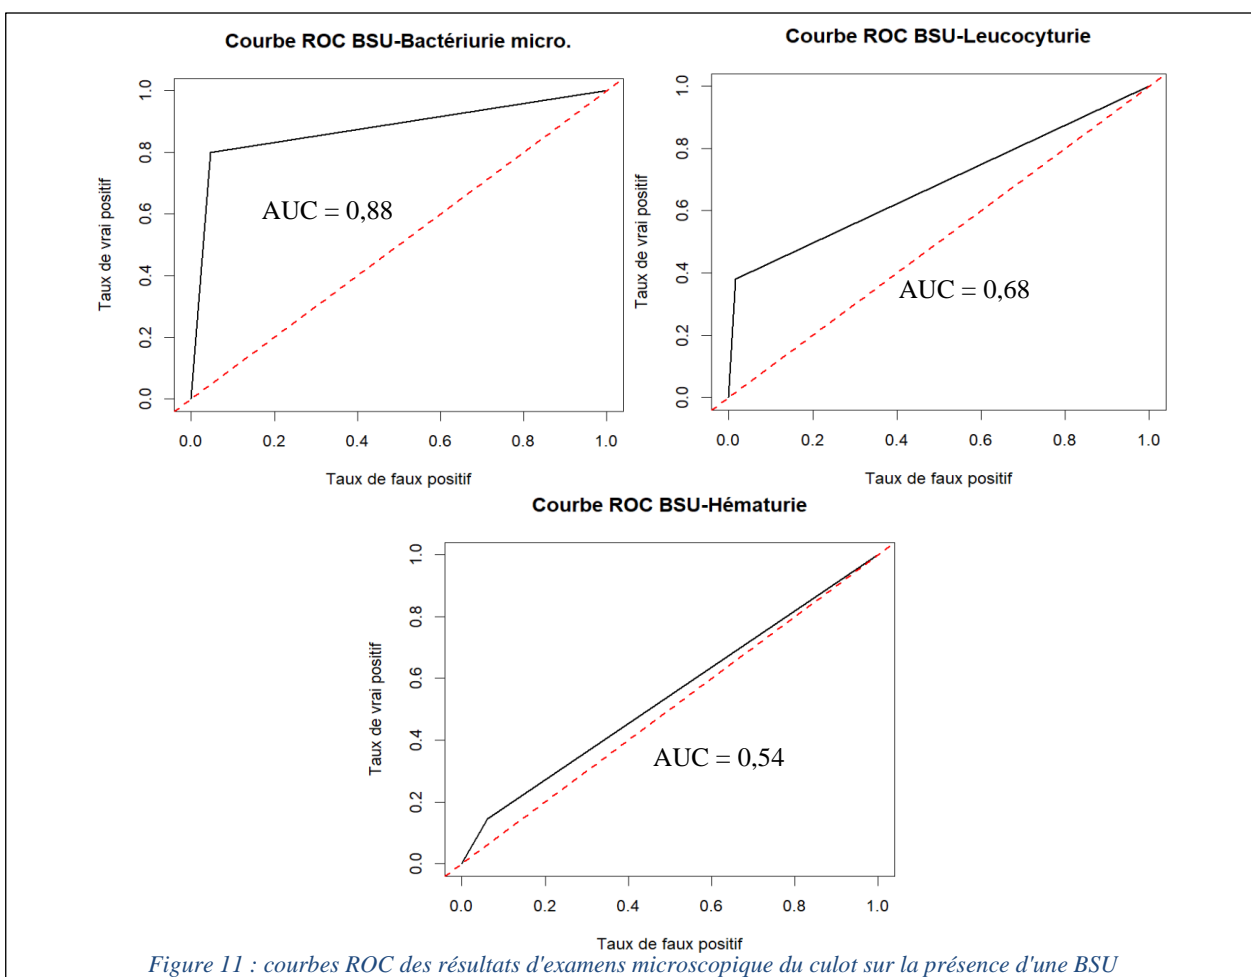 Courbe ROC BSU-Bactériurie micro.
Taux de vrai positif
1.0
0.8
0.6
0.4
0.2
0.0
AUC = 0,88
0.0 0.2 0.4 0.6 0.8 1.0
Taux de faux positif
Courbe ROC BSU-Leucocyturie
Taux de vrai positif
1.0
0.8
0.6
0.4
0.2
0.0
AUC = 0,68
0.0 0.2 0.4 0.6 0.8 1.0
Taux de faux positif
Courbe ROC BSU-Hématurie
Taux de vrai positif
1.0
0.8
0.6
0.4
0.2
0.0
AUC = 0,54
0.0 0.2 0.4 0.6 0.8 1.0
Taux de faux positif
Figure 11 : courbes ROC des résultats d'examens microscopique du culot sur la présence d'une BSU